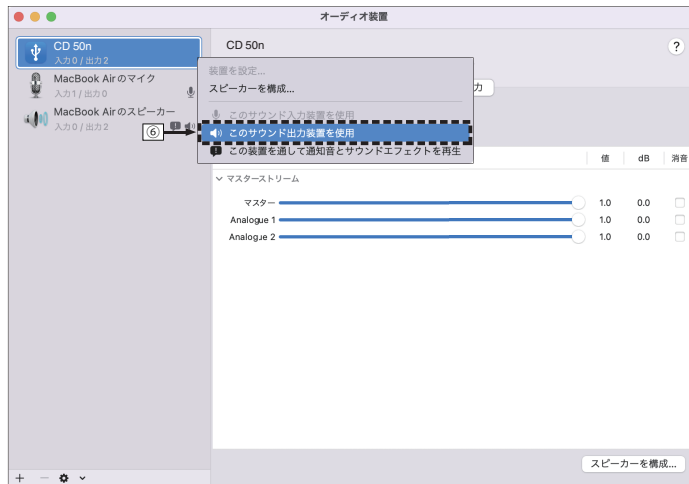 オーディオ装置
CD 50n
入力 0 / 出力 2
MacBook Air のマイク
入力 1 / 出力 0
MacBook Air のスピーカー
入力 0 / 出力 2
CD 50n
?
装置を設定...
スピーカーを構成...
カ
このサウンド入力装置を使用
⑥
このサウンド出力装置を使用
この装置を通して通知音とサウンドエフェクトを再生
値 dB 消音
マスターストリーム
マスター 1.0 0.0
Analogue 1 1.0 0.0
Analogue 2 1.0 0.0
スピーカーを構成...